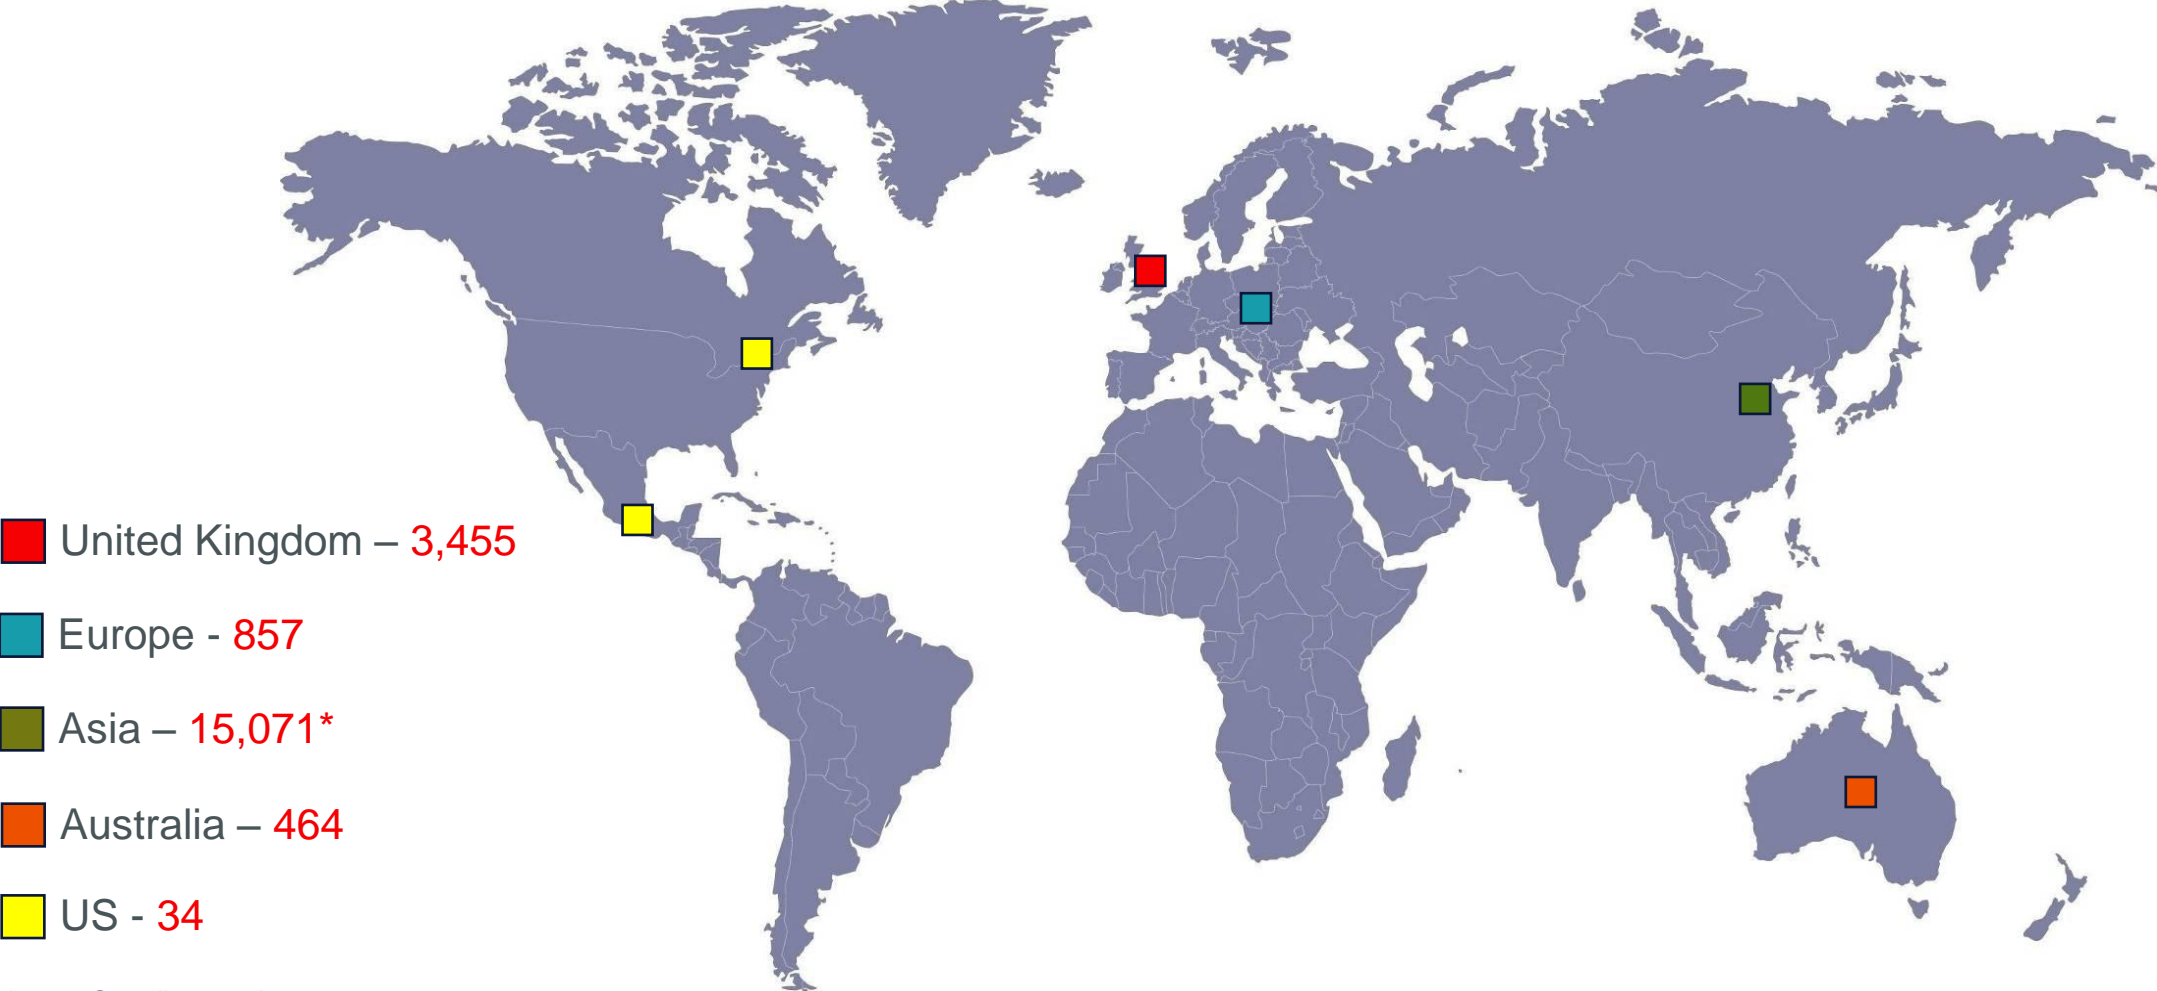 United Kingdom – 3,455
Europe - 857
Asia – 15,071*
Australia – 464
US - 34